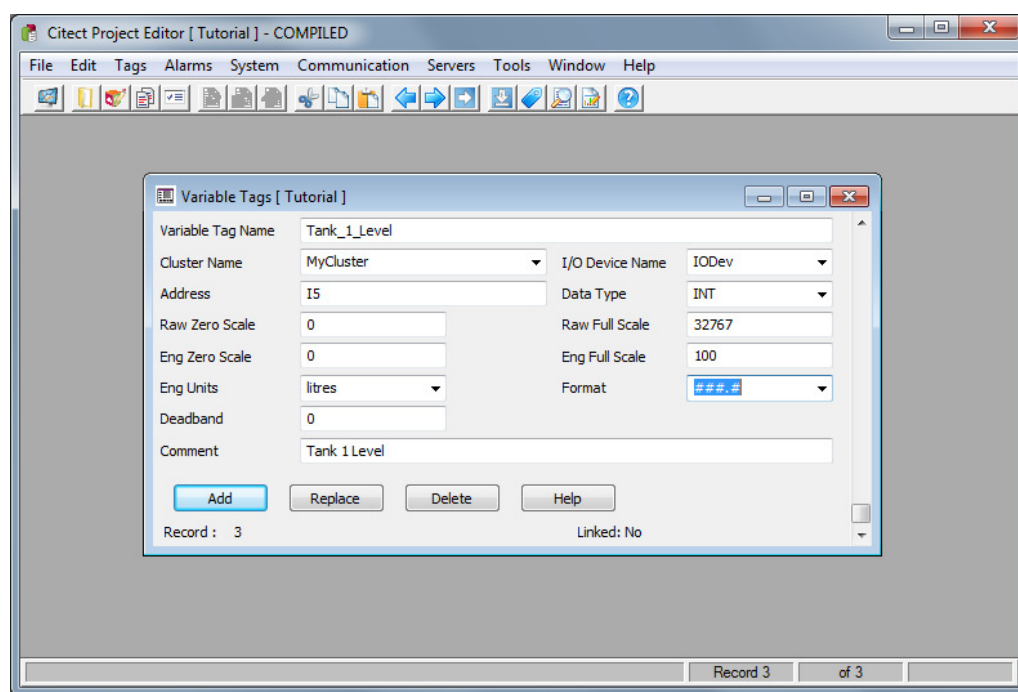 Citect Project Editor [ Tutorial ] - COMPILED
File Edit Tags Alarms System Communication Servers Tools Window Help
Variable Tags [ Tutorial ]
Variable Tag Name Tank_1_Level
Cluster Name MyCluster I/O Device Name IODev
Address I5 Data Type INT
Raw Zero Scale 0 Raw Full Scale 32767
Eng Zero Scale 0 Eng Full Scale 100
Eng Units litres Format ###.#
Deadband 0
Comment Tank 1 Level
Add Replace Delete Help
Record : 3 Linked: No
Record 3 of 3